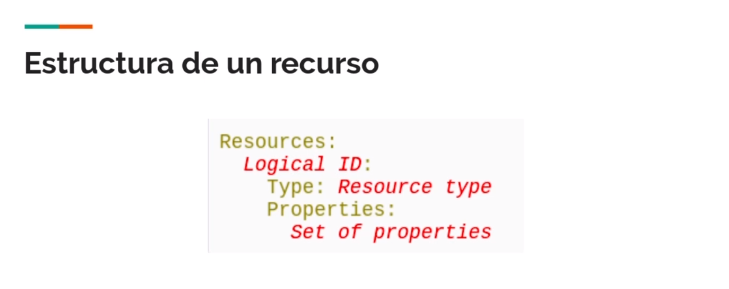 Estructura de un recurso
Resources:
Logical ID:
Type: Resource type
Properties:
Set of properties